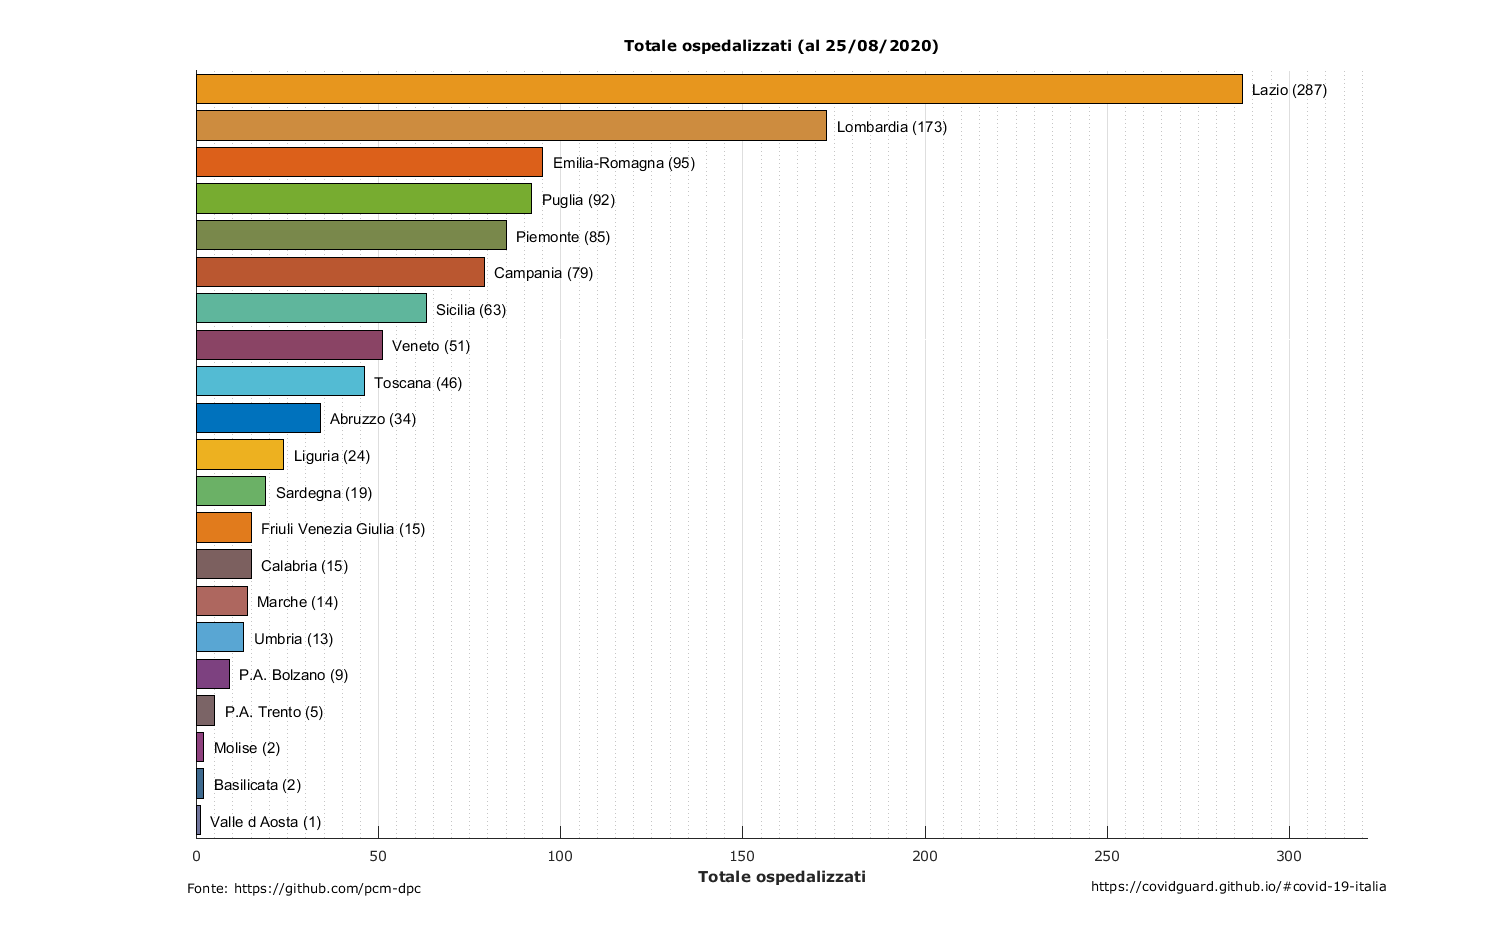 Totale ospedalizzati (al 25/08/2020)
Lazio (287)
Lombardia (173)
Emilia-Romagna (95)
Puglia (92)
Piemonte (85)
Campania (79)
Sicilia (63)
Veneto (51)
Toscana (46)
Abruzzo (34)
Liguria (24)
Sardegna (19)
Friuli Venezia Giulia (15)
Calabria (15)
Marche (14)
Umbria (13)
P.A. Bolzano (9)
P.A. Trento (5)
Molise (2)
Basilicata (2)
Valle d Aosta (1)
0 50 100 150 200 250 300
Totale ospedalizzati
Fonte: https://github.com/pcm-dpc
https://covidguard.github.io/#covid-19-italia